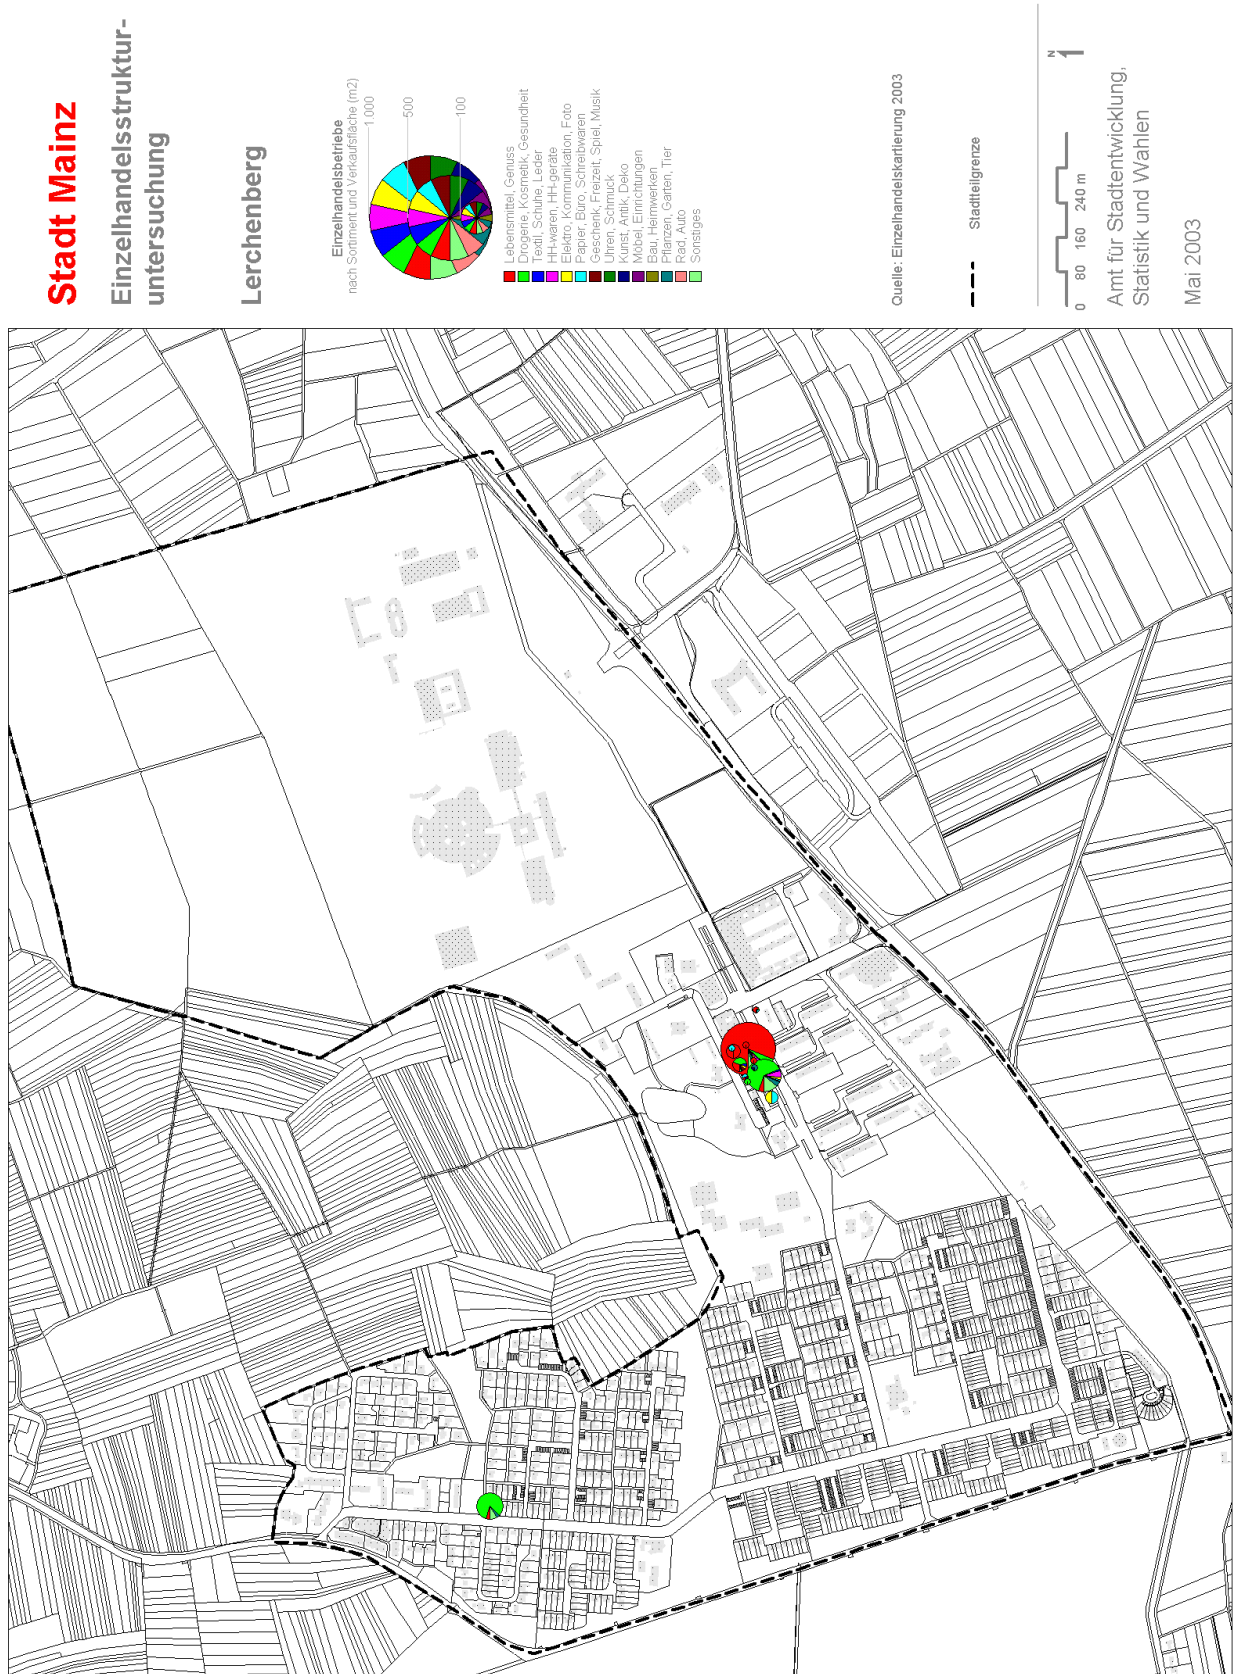 Stadt Mainz
Einzelhandelsstruktur-
untersuchung
Lerchenberg
Einzelhandelsbetriebe
nach Sortiment und Verkaufsfläche (m2)
1.000
500
100
Lebensmittel, Genuss
Drogerie, Kosmetik, Gesundheit
Textil, Schuhe, Leder
HH-waren, HH-geräte
Elektro, Kommunikation, Foto
Papier, Büro, Schreibwaren
Geschenk, Freizeit, Spiel, Musik
Uhren, Schmuck
Kunst, Antik, Deko
Möbel, Einrichtungen
Bau, Heimwerken
Pflanzen, Garten, Tier
Rad, Auto
Sonstiges
Quelle: Einzelhandelskartierung 2003
Stadtteilgrenze
N
0 80 160 240 m
Amt für Stadtentwicklung,
Statistik und Wahlen
Mai 2003